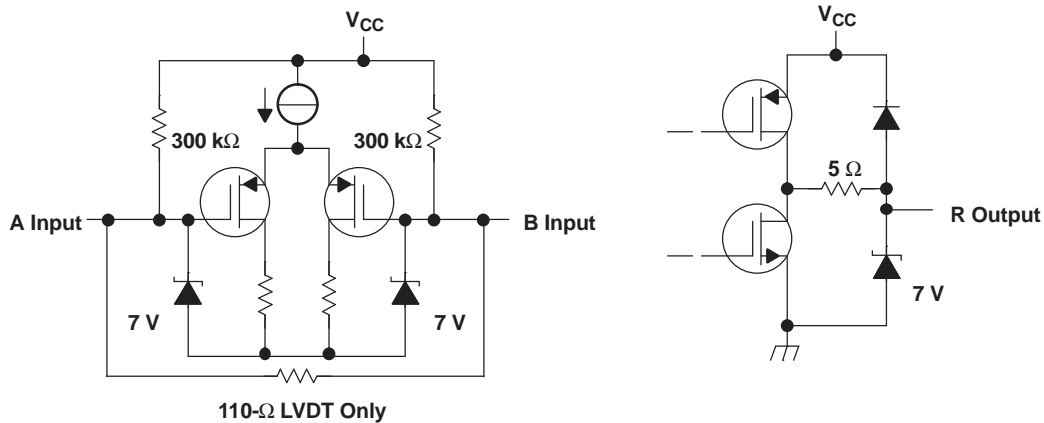 VCC
300 kΩ
300 kΩ
A Input
B Input
7 V
7 V
110-Ω LVDT Only
VCC
5 Ω
R Output
7 V